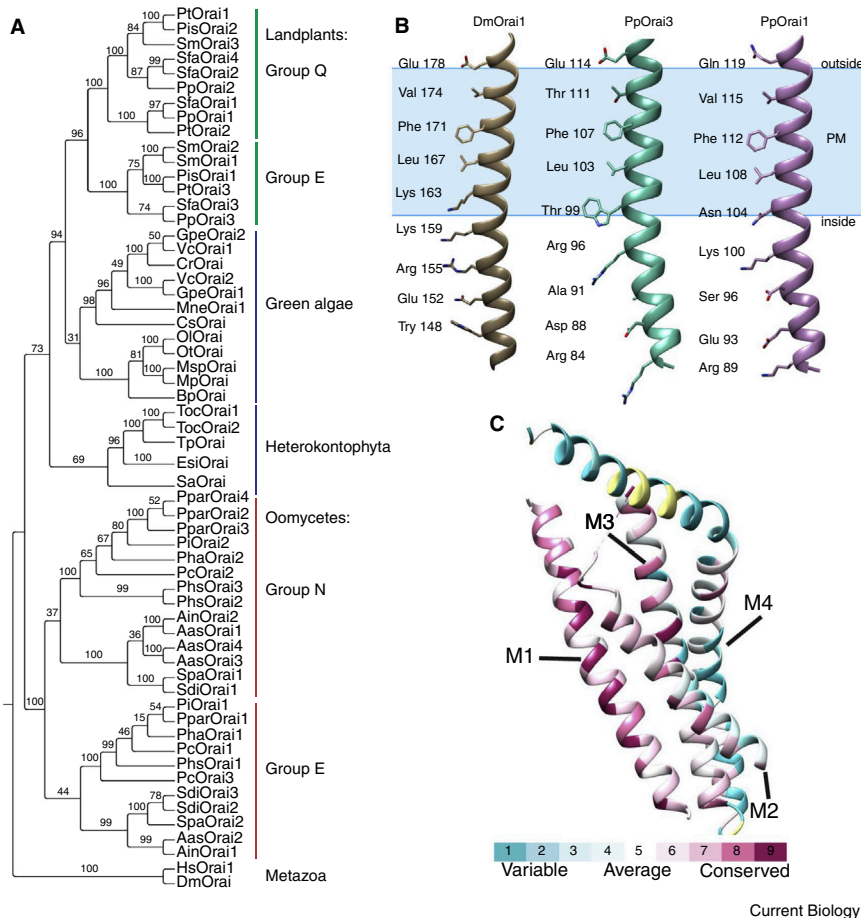 A
PtOrai1
PisOrai2
SmOrai3
SfaOrai4
SfaOrai2
PpOrai2
SfaOrai1
PpOrai1
PtOrai2
SmOrai2
SmOrai1
PisOrai1
PtOrai3
SfaOrai3
PpOrai3
GpeOrai2
VcOrai1
CrOrai
VcOrai2
GpeOrai1
MneOrai1
CsOrai
OlOrai
OtOrai
MspOrai
MpOrai
BpOrai
TocOrai1
TocOrai2
TpOrai
EsiOrai
SaOrai
PparOrai4
PparOrai2
PparOrai3
PiOrai2
PhaOrai2
PcOrai2
PhsOrai3
PhsOrai2
AinOrai2
AasOrai1
AasOrai4
AasOrai3
SpaOrai1
SdiOrai1
PiOrai1
PparOrai1
PhaOrai1
PcOrai1
PhsOrai1
PcOrai3
SdiOrai3
SdiOrai2
SpaOrai2
AasOrai2
AinOrai1
HsOrai1
DmOrai
100
84
100
99
87
100
97
100
96
100
75
100
100
74
94
50
100
49
100
96
98
31
100
81
100
100
73
100
100
96
100
69
52
100
80
67
65
100
99
37
100
36
100
100
100
100
54
15
46
99
100
44
78
100
99
99
100
Landplants:
Group Q
Group E
Green algae
Heterokontophyta
Oomycetes:
Group N
Group E
Metazoa
B
DmOrai1
Glu 178
Val 174
Phe 171
Leu 167
Lys 163
Lys 159
Arg 155
Glu 152
Try 148
PpOrai3
Glu 114
Thr 111
Phe 107
Leu 103
Thr 99
Arg 96
Ala 91
Asp 88
Arg 84
PpOrai1
Gln 119
Val 115
Phe 112
Leu 108
Asn 104
Lys 100
Ser 96
Glu 93
Arg 89
outside
PM
inside
C
M3
M4
M1
M2
1 2 3 4 5 6 7 8 9
Variable Average Conserved
Current Biology